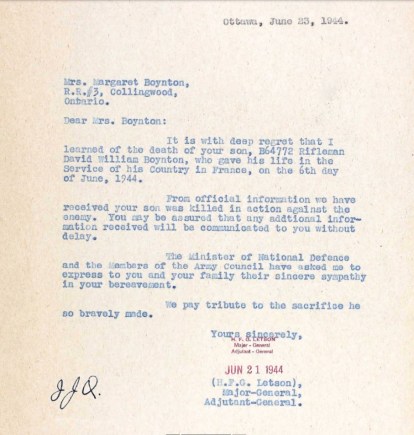 Ottawa, June 23, 1944.
Mrs. Margaret Boynton,
R.R.#3, Collingwood,
Ontario.
Dear Mrs. Boynton:
It is with deep regret that I
learned of the death of your son, B64772 Rifleman
David William Boynton, who gave his life in the
Service of his Country in France, on the 6th day
of June, 1944.
From official information we have
received your son was killed in action against the
enemy. You may be assured that any addtional infor-
mation received will be communicated to you without
delay.
The Minister of National Defence
and the Members of the Army Council have asked me to
express to you and your family their sincere sympathy
in your bereavement.
We pay tribute to the sacrifice he
so bravely made.
Yours sincerely,
H. F. G. LETSON
Major - General
Adjutant - General
JUN 21 1944
(H.F.G. Letson),
Major-General,
Adjutant-General.